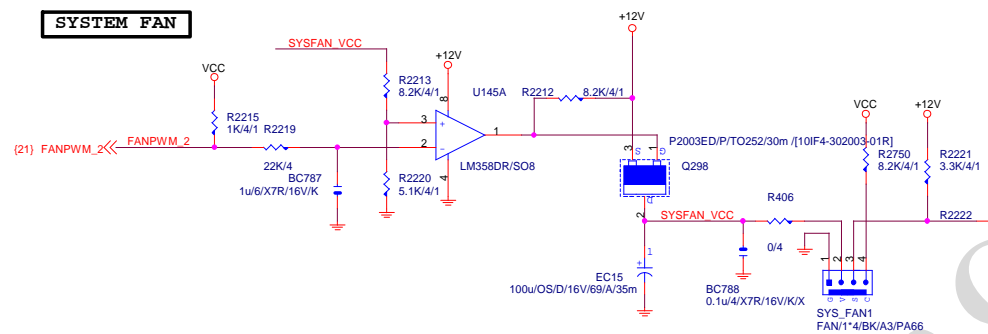 SYSTEM FAN
+12V
SYSFAN_VCC
+12V
VCC
R2213
8.2K/4/1
U145A
R2212
8.2K/4/1
VCC
+12V
R2215
1K/4/1
R2219
8
3
+
1
2
-
4
{21} FANPWM_2
FANPWM_2
22K/4
LM358DR/SO8
P2003ED/P/TO252/30m /[10IF4-302003-01R]
3
S
1
G
Q298
D
2
R2750
8.2K/4/1
R2221
3.3K/4/1
BC787
1u/6/X7R/16V/K
R2220
5.1K/4/1
SYSFAN_VCC
R406
0/4
R2222
1
+
EC15
100u/OS/D/16V/69/A/35m
BC788
0.1u/4/X7R/16V/K/X
1
2
3
4
G
V
S
C
SYS_FAN1
FAN/1*4/BK/A3/PA66